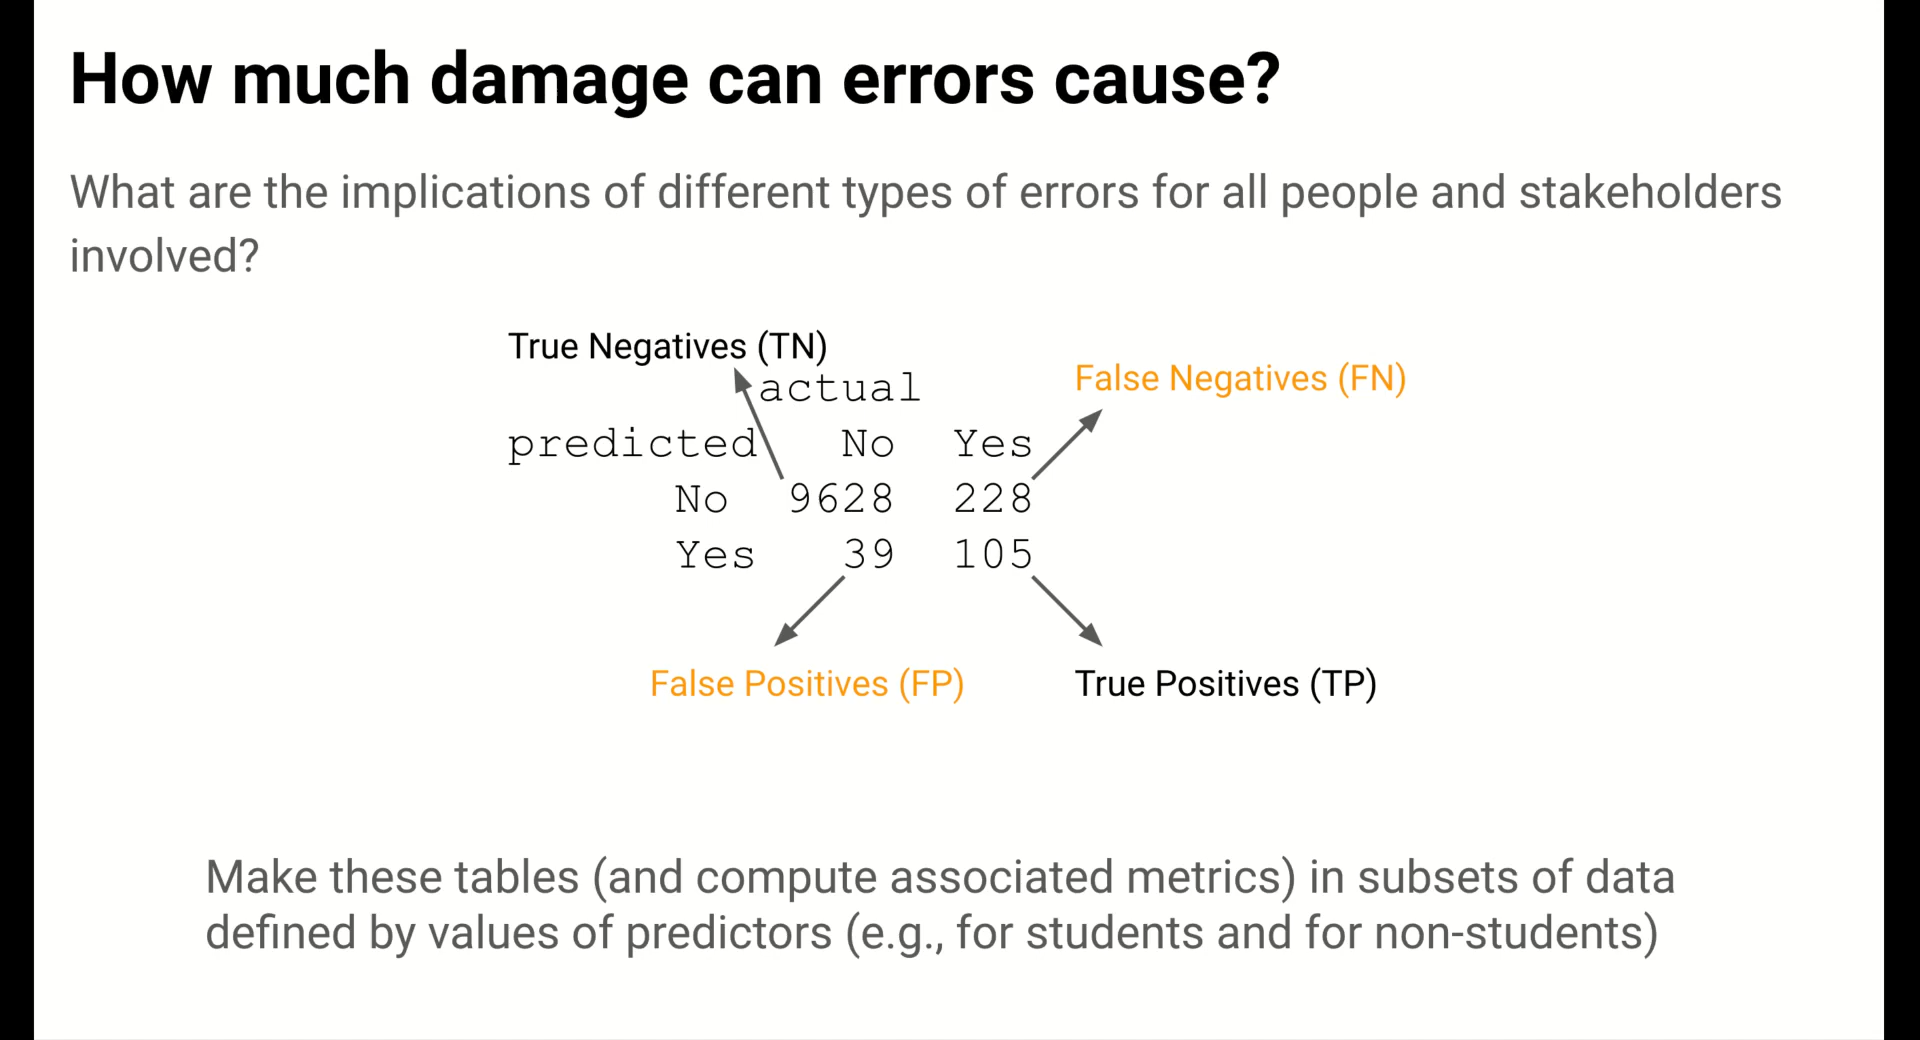 How much damage can errors cause?
What are the implications of different types of errors for all people and stakeholders
involved?
True Negatives (TN)
actual
False Negatives (FN)
predicted No Yes
No 9628 228
Yes 39 105
False Positives (FP)
True Positives (TP)
Make these tables (and compute associated metrics) in subsets of data
defined by values of predictors (e.g., for students and for non-students)